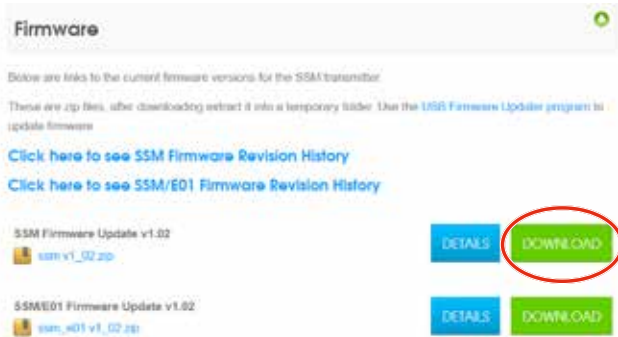 Firmware
Below are links to the current firmware versions for the SSM transmitter.
These are zip files, after downloading extract it into a temporary folder. Use the USB Firmware Updater program to
update firmware
Click here to see SSM Firmware Revision History
Click here to see SSM/E01 Firmware Revision History
SSM Firmware Update v1.02
DETAILS DOWNLOAD
ssm v1_02.zip
SSM/E01 Firmware Update v1.02
DETAILS DOWNLOAD
ssm_e01 v1_02.zip